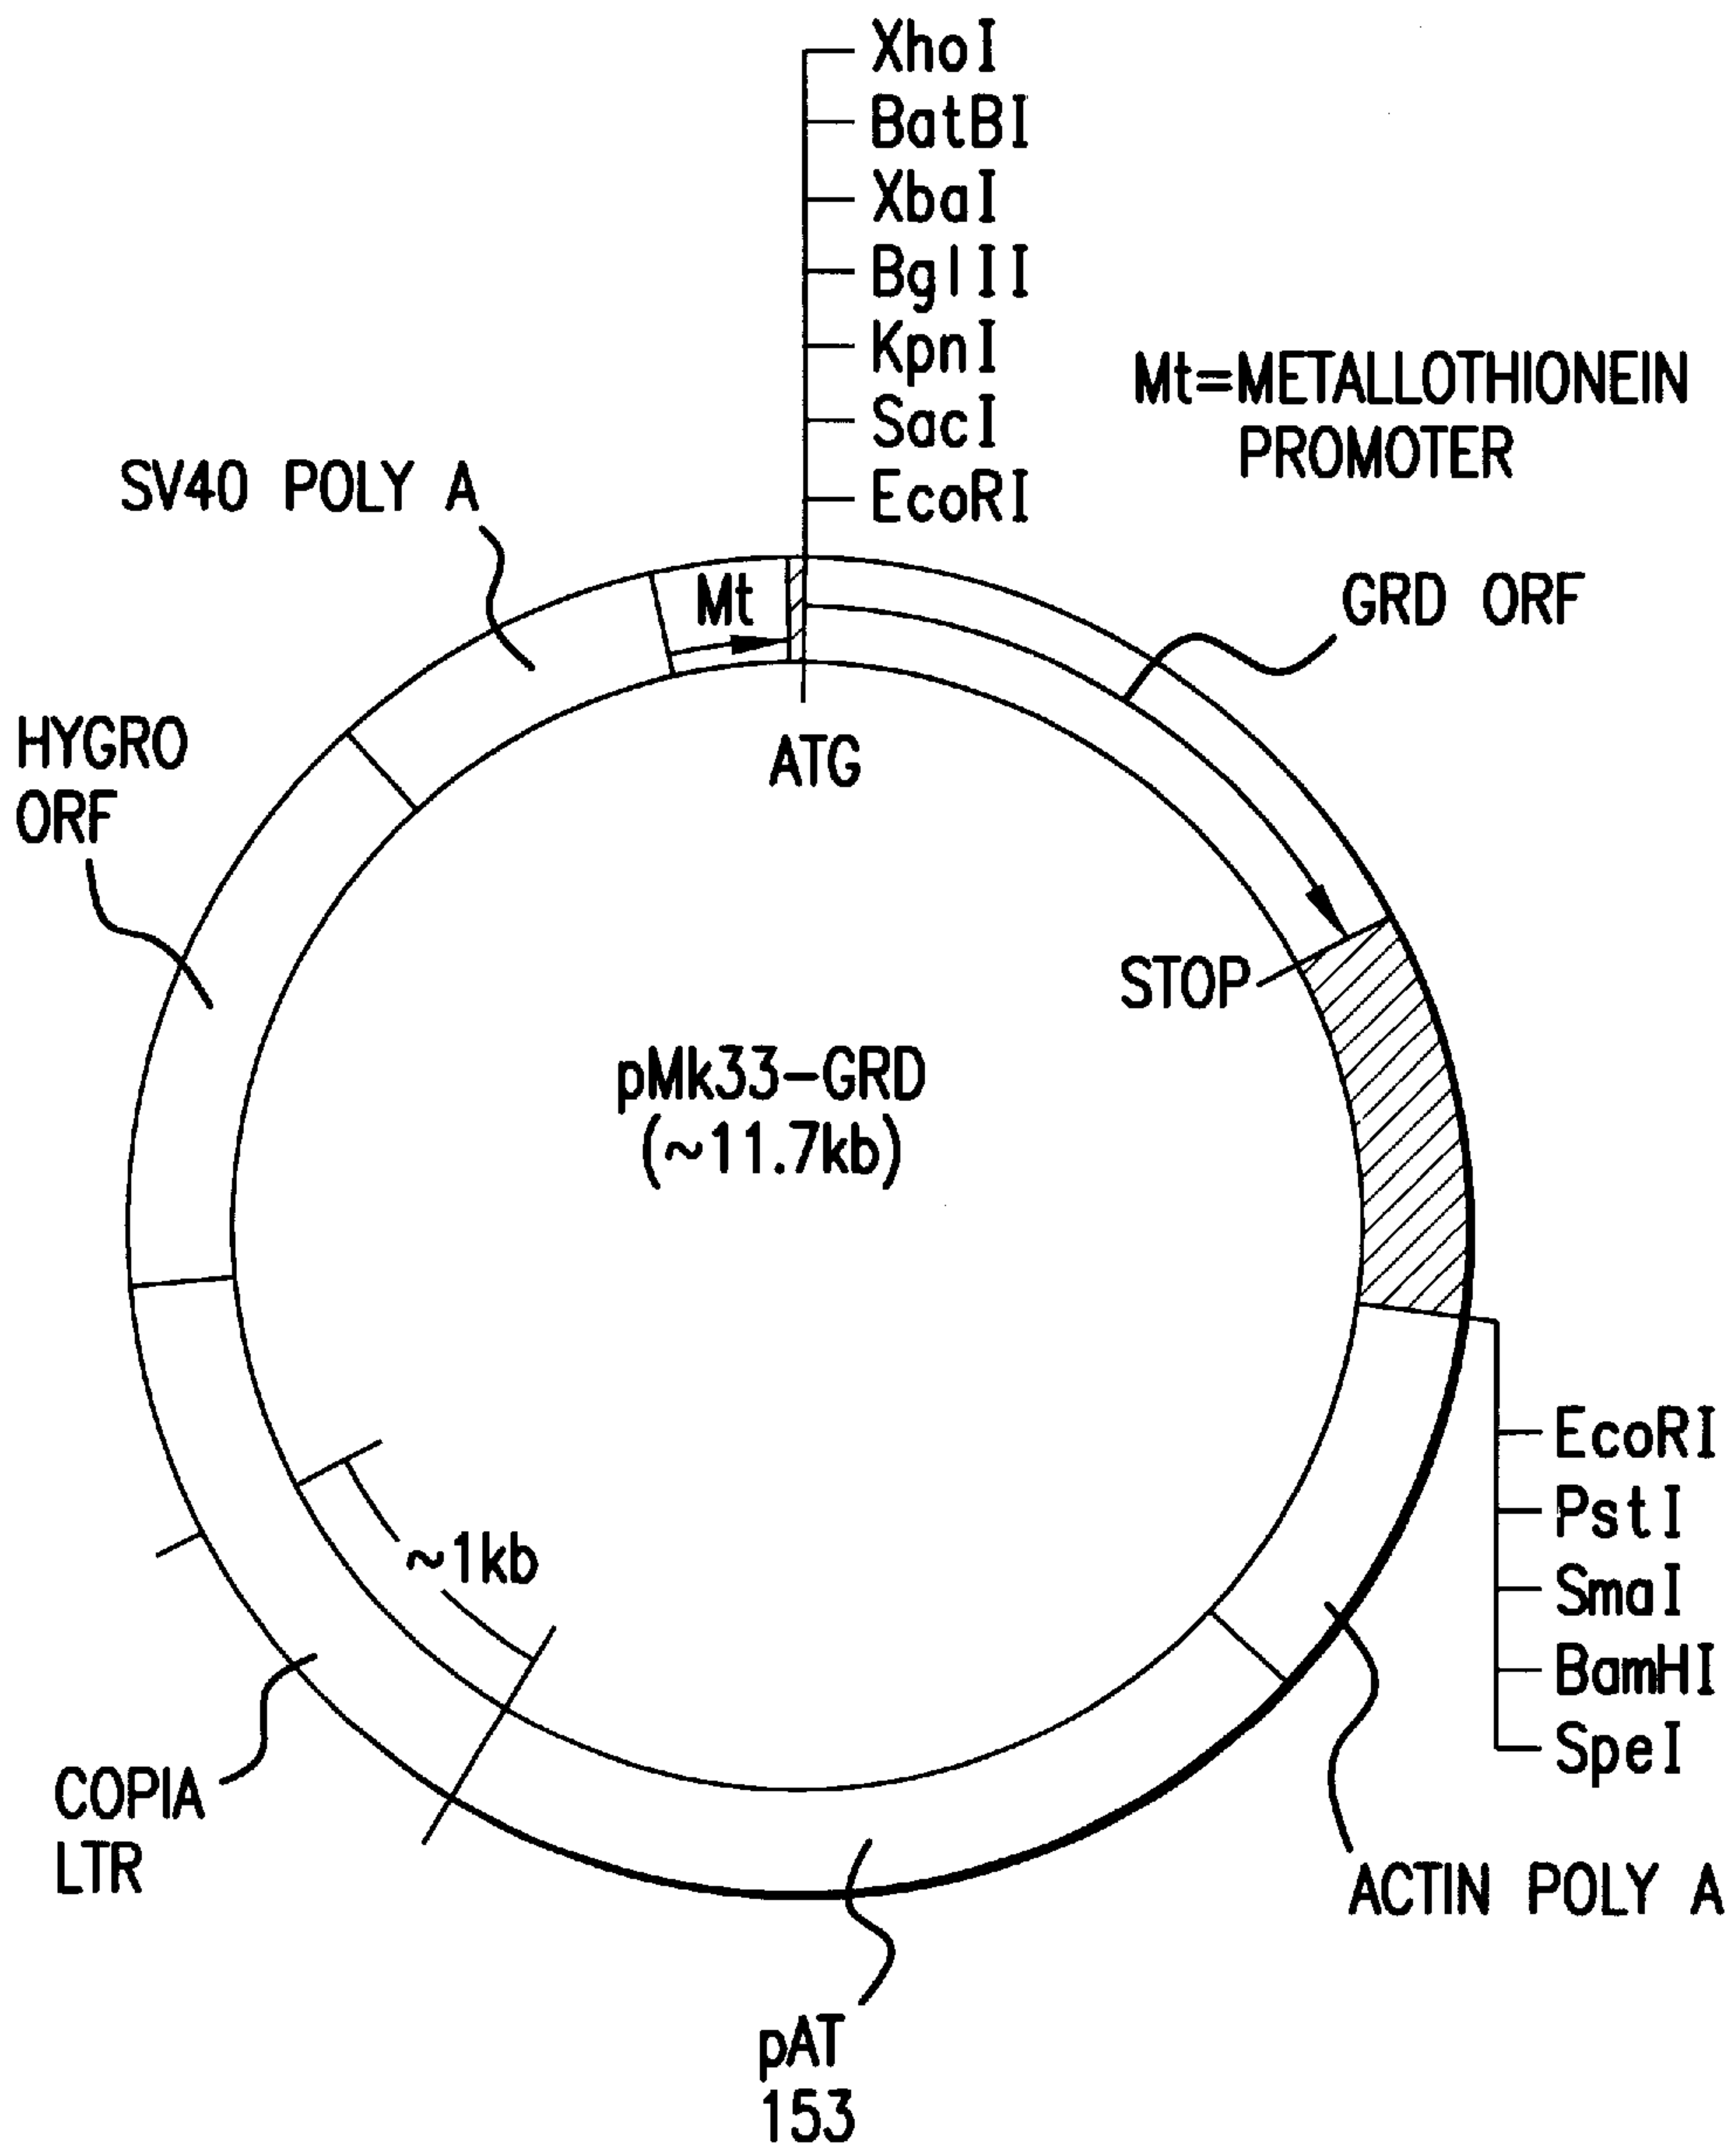 XhoI
BatBI
XbaI
BglII
KpnI
SacI
EcoRI
Mt=METALLOTHIONEIN
PROMOTER
SV40 POLY A
Mt
GRD ORF
HYGRO
ORF
ATG
STOP
pMk33-GRD
(~11.7kb)
EcoRI
PstI
SmaI
BamHI
SpeI
~1kb
COPIA
LTR
ACTIN POLY A
pAT
153